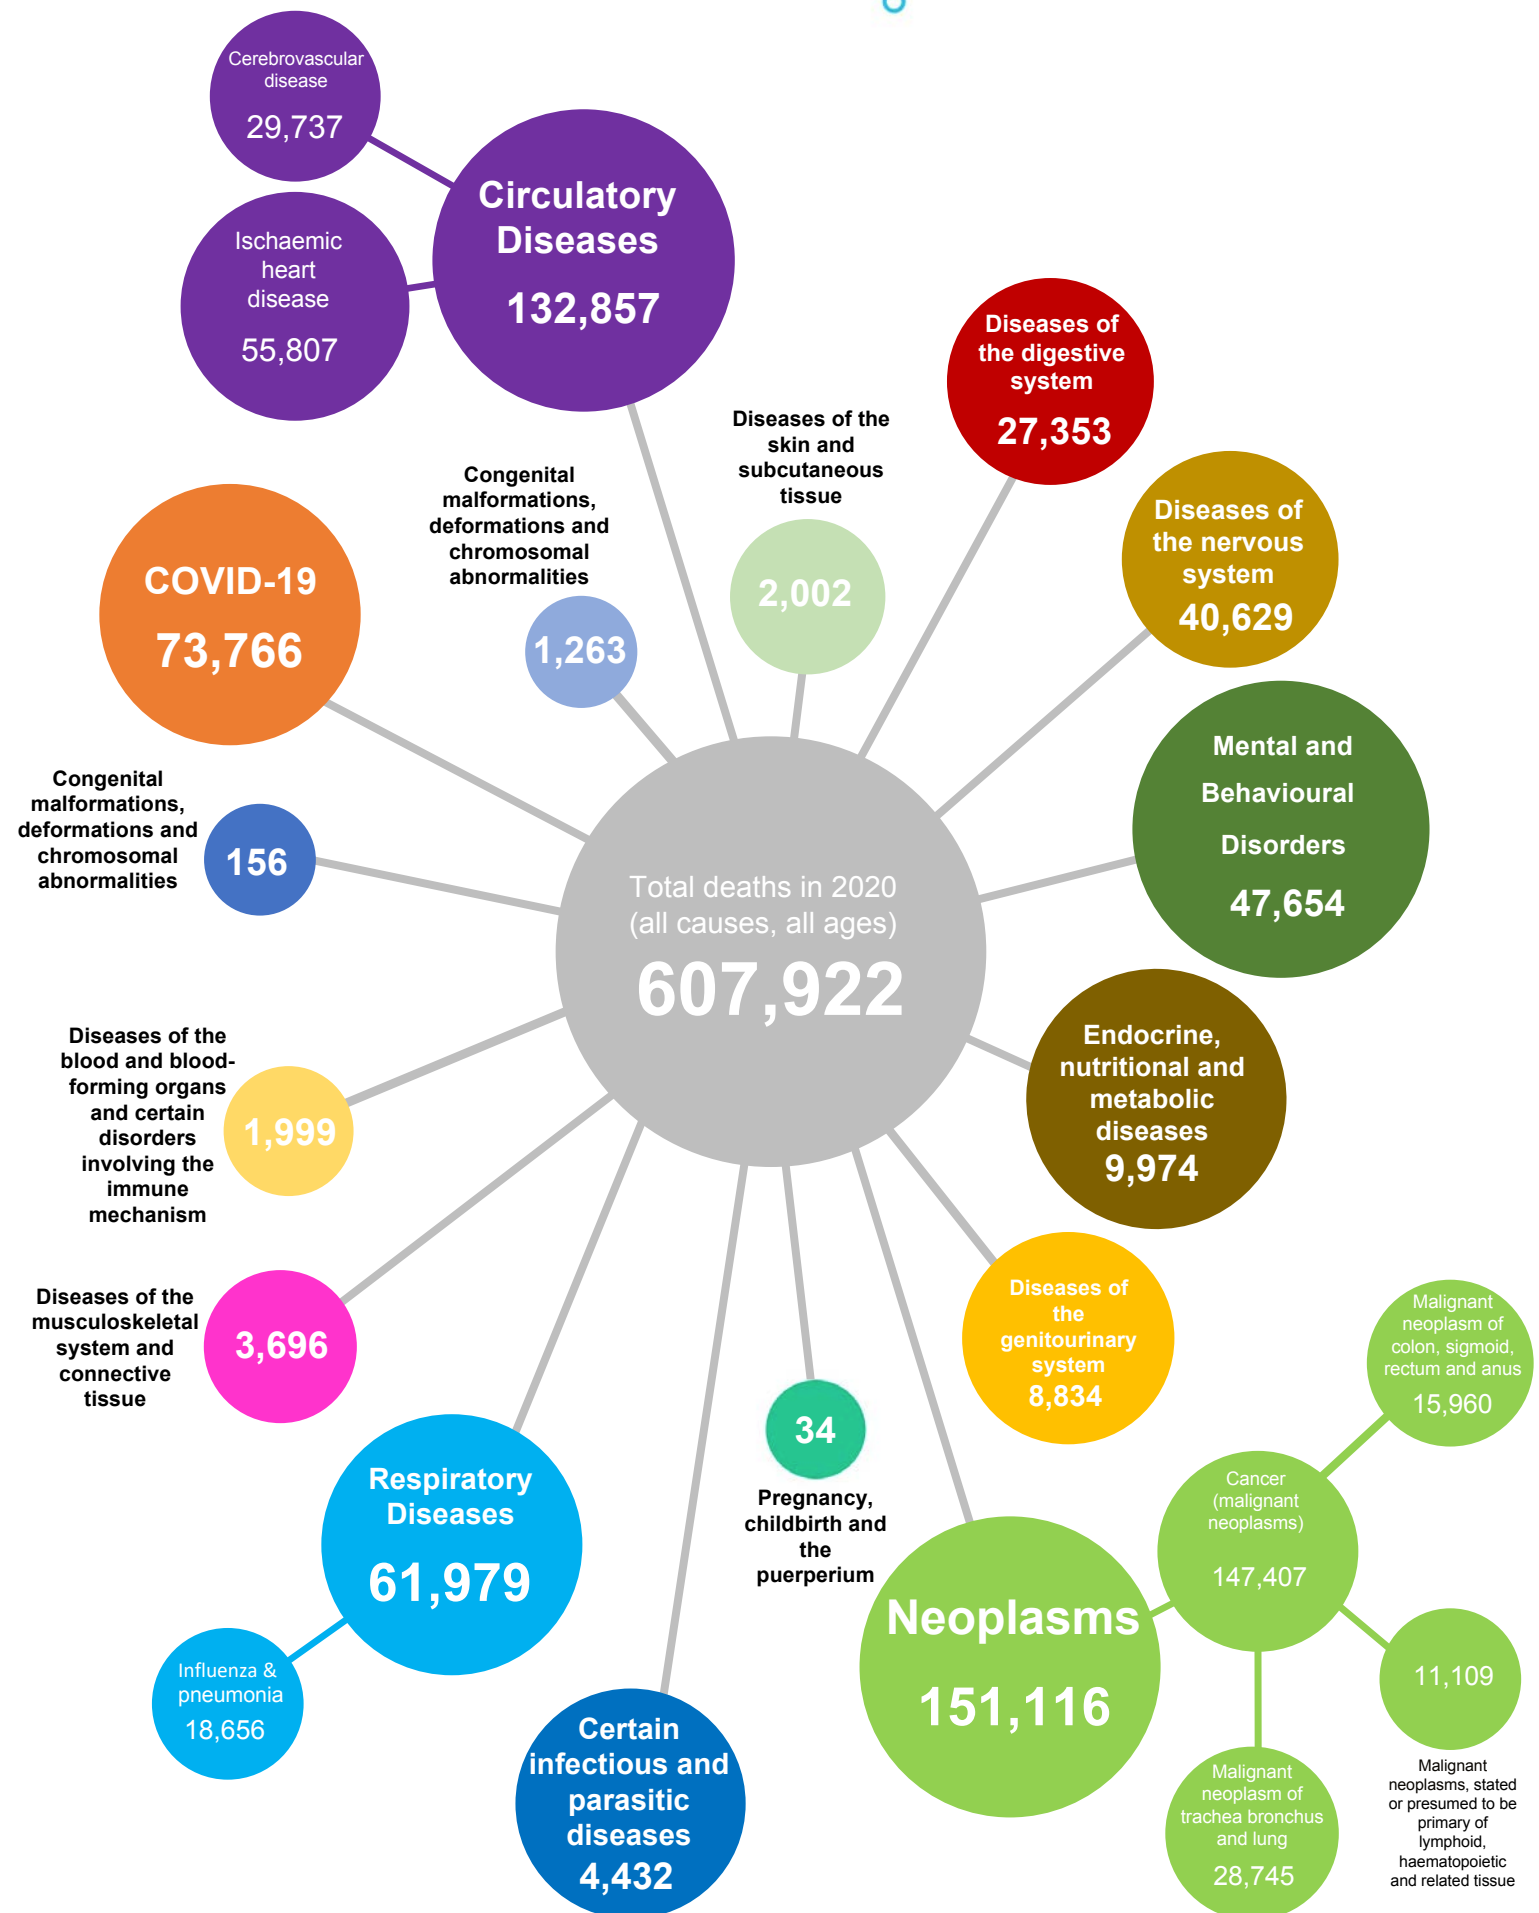 Cerebrovascular
disease
29,737
Circulatory
Diseases
132,857
Ischaemic
heart
disease
55,807
Diseases of
the digestive
system
27,353
Diseases of the
skin and
subcutaneous
tissue
2,002
Congenital
malformations,
deformations and
chromosomal
abnormalities
1,263
Diseases of
the nervous
system
40,629
COVID-19
73,766
Mental and
Behavioural
Disorders
47,654
Congenital
malformations,
deformations and
chromosomal
abnormalities
156
Total deaths in 2020
(all causes, all ages)
607,922
Diseases of the
blood and blood-
forming organs
and certain
disorders
involving the
immune
mechanism
1,999
Endocrine,
nutritional and
metabolic
diseases
9,974
Diseases of the
musculoskeletal
system and
connective
tissue
3,696
Diseases of
the
genitourinary
system
8,834
Malignant
neoplasm of
colon, sigmoid,
rectum and anus
15,960
34
Pregnancy,
childbirth and
the
puerperium
Respiratory
Diseases
61,979
Cancer
(malignant
neoplasms)
147,407
Neoplasms
151,116
Influenza &
pneumonia
18,656
11,109
Malignant
neoplasms, stated
or presumed to be
primary of
lymphoid,
haematopoietic
and related tissue
Certain
infectious and
parasitic
diseases
4,432
Malignant
neoplasm of
trachea bronchus
and lung
28,745